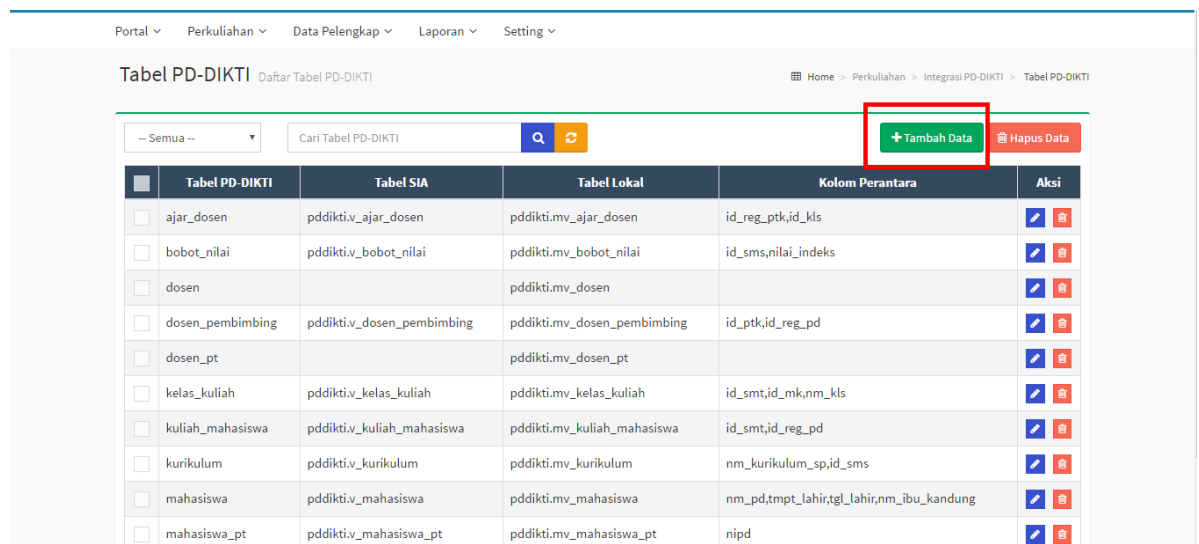 Portal Perkuliahan Data Pelengkap Laporan Setting
Tabel PD-DIKTI Daftar Tabel PD-DIKTI Home > Perkuliahan > Integrasi PD-DIKTI > Tabel PD-DIKTI
-- Semua -- Cari Tabel PD-DIKTI +Tambah Data Hapus Data
Tabel PD-DIKTI Tabel SIA Tabel Lokal Kolom Perantara Aksi
ajar_dosen pddikti.v_ajar_dosen pddikti.mv_ajar_dosen id_reg_ptk,id_kls
bobot_nilai pddikti.v_bobot_nilai pddikti.mv_bobot_nilai id_sms,nilai_indeks
dosen pddikti.mv_dosen
dosen_pembimbing pddikti.v_dosen_pembimbing pddikti.mv_dosen_pembimbing id_ptk,id_reg_pd
dosen_pt pddikti.mv_dosen_pt
kelas_kuliah pddikti.v_kelas_kuliah pddikti.mv_kelas_kuliah id_smt,id_mk,nm_kls
kuliah_mahasiswa pddikti.v_kuliah_mahasiswa pddikti.mv_kuliah_mahasiswa id_smt,id_reg_pd
kurikulum pddikti.v_kurikulum pddikti.mv_kurikulum nm_kurikulum_sp,id_sms
mahasiswa pddikti.v_mahasiswa pddikti.mv_mahasiswa nm_pd,tmpt_lahir,tgl_lahir,nm_ibu_kandung
mahasiswa_pt pddikti.v_mahasiswa_pt pddikti.mv_mahasiswa_pt nipd